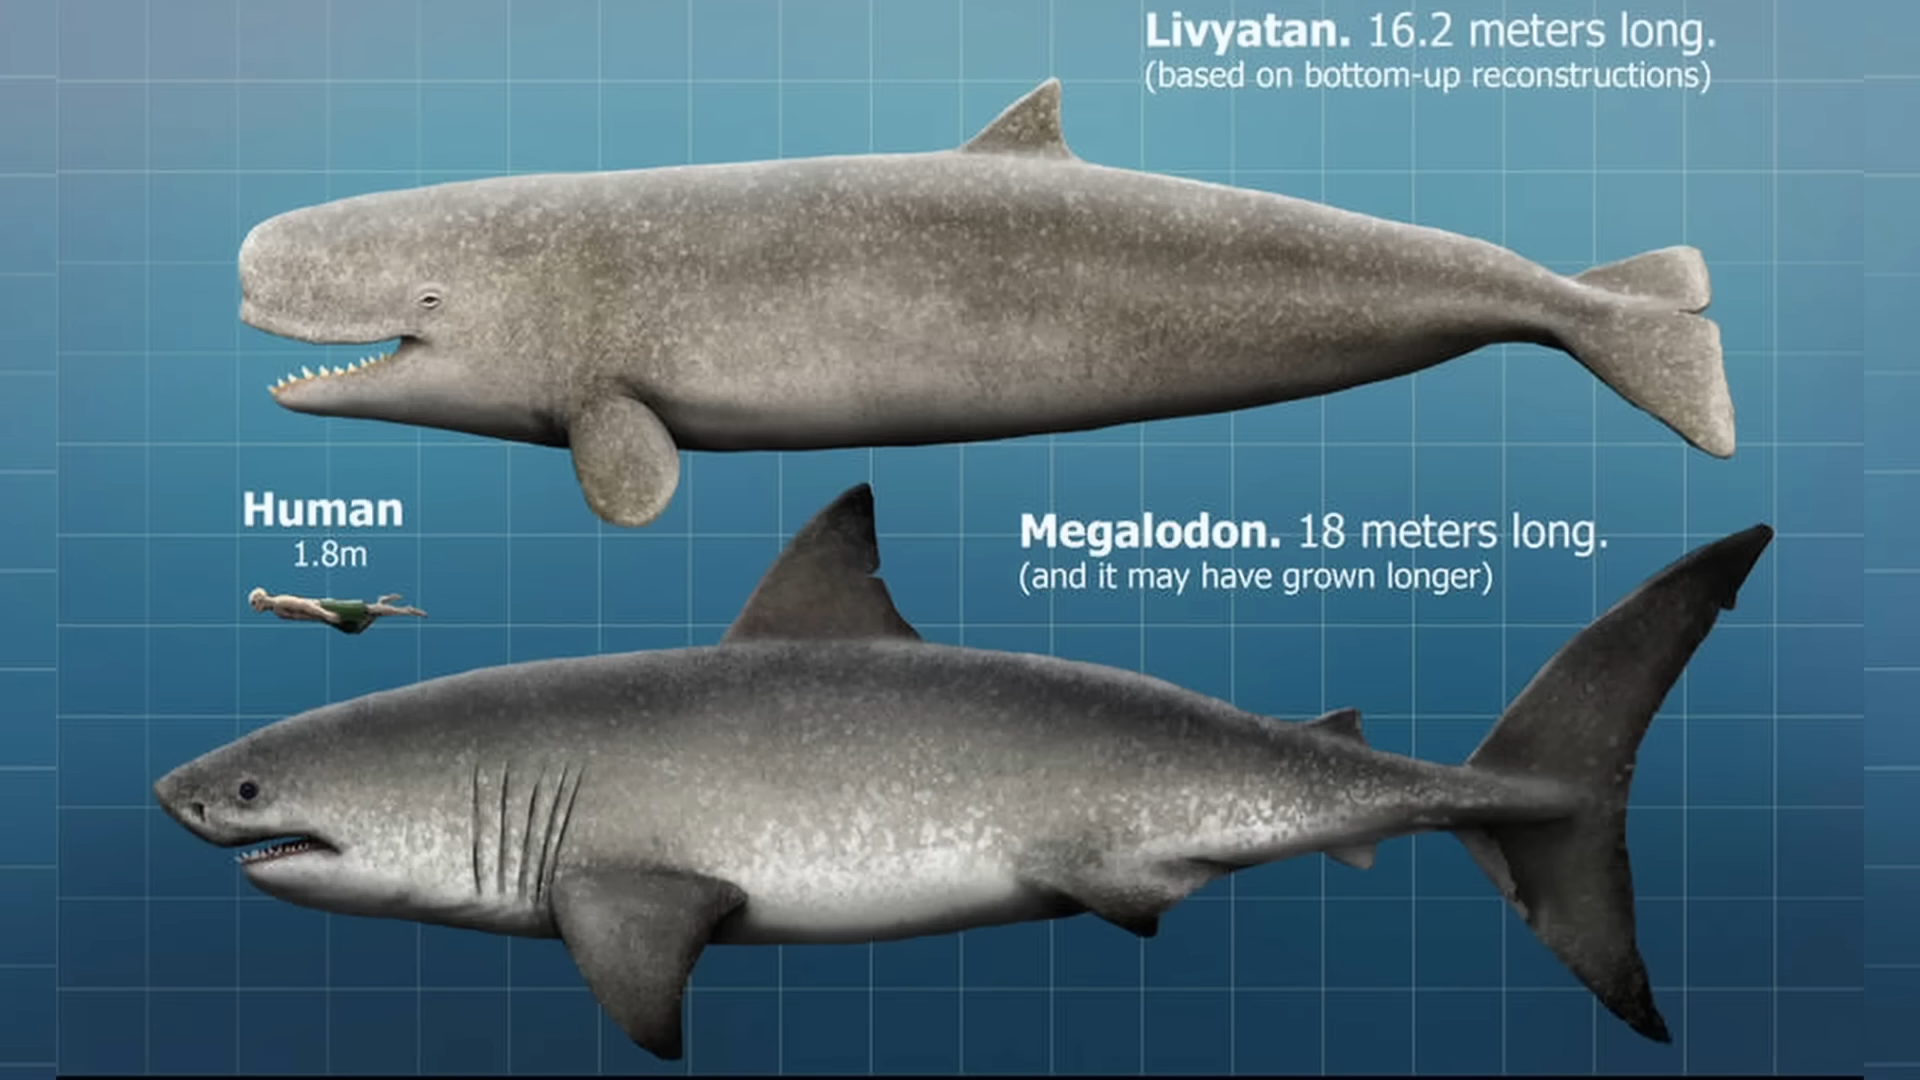 Livyatan. 16.2 meters long.
(based on bottom-up reconstructions)
Human
1.8m
Megalodon. 18 meters long.
(and it may have grown longer)